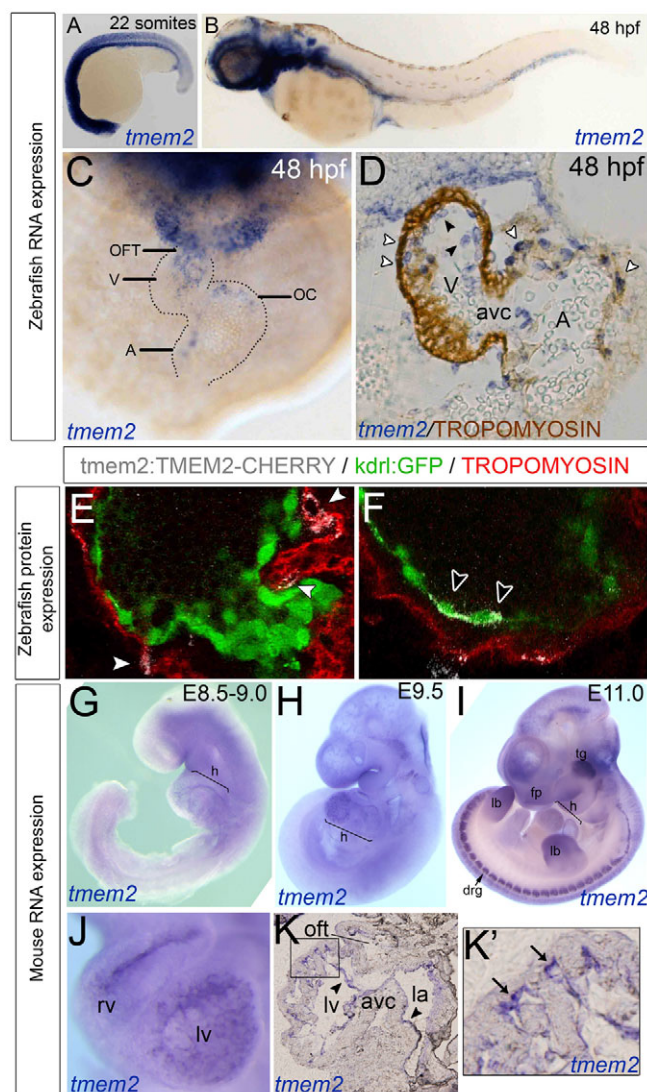 Zebrafish RNA expression
A
22 somites
tmem2
B
48 hpf
tmem2
C
48 hpf
OFT
V
OC
A
tmem2
D
48 hpf
V
avc
A
tmem2/TROPOMYOSIN
tmem2:TMEM2-CHERRY / kdrl:GFP / TROPOMYOSIN
Zebrafish protein
expression
E
F
Mouse RNA expression
G
E8.5-9.0
h
tmem2
H
E9.5
h
tmem2
I
E11.0
tg
fp
h
lb
lb
drg
tmem2
J
rv
lv
tmem2
K
oft
lv
avc
la
tmem2
K'
tmem2